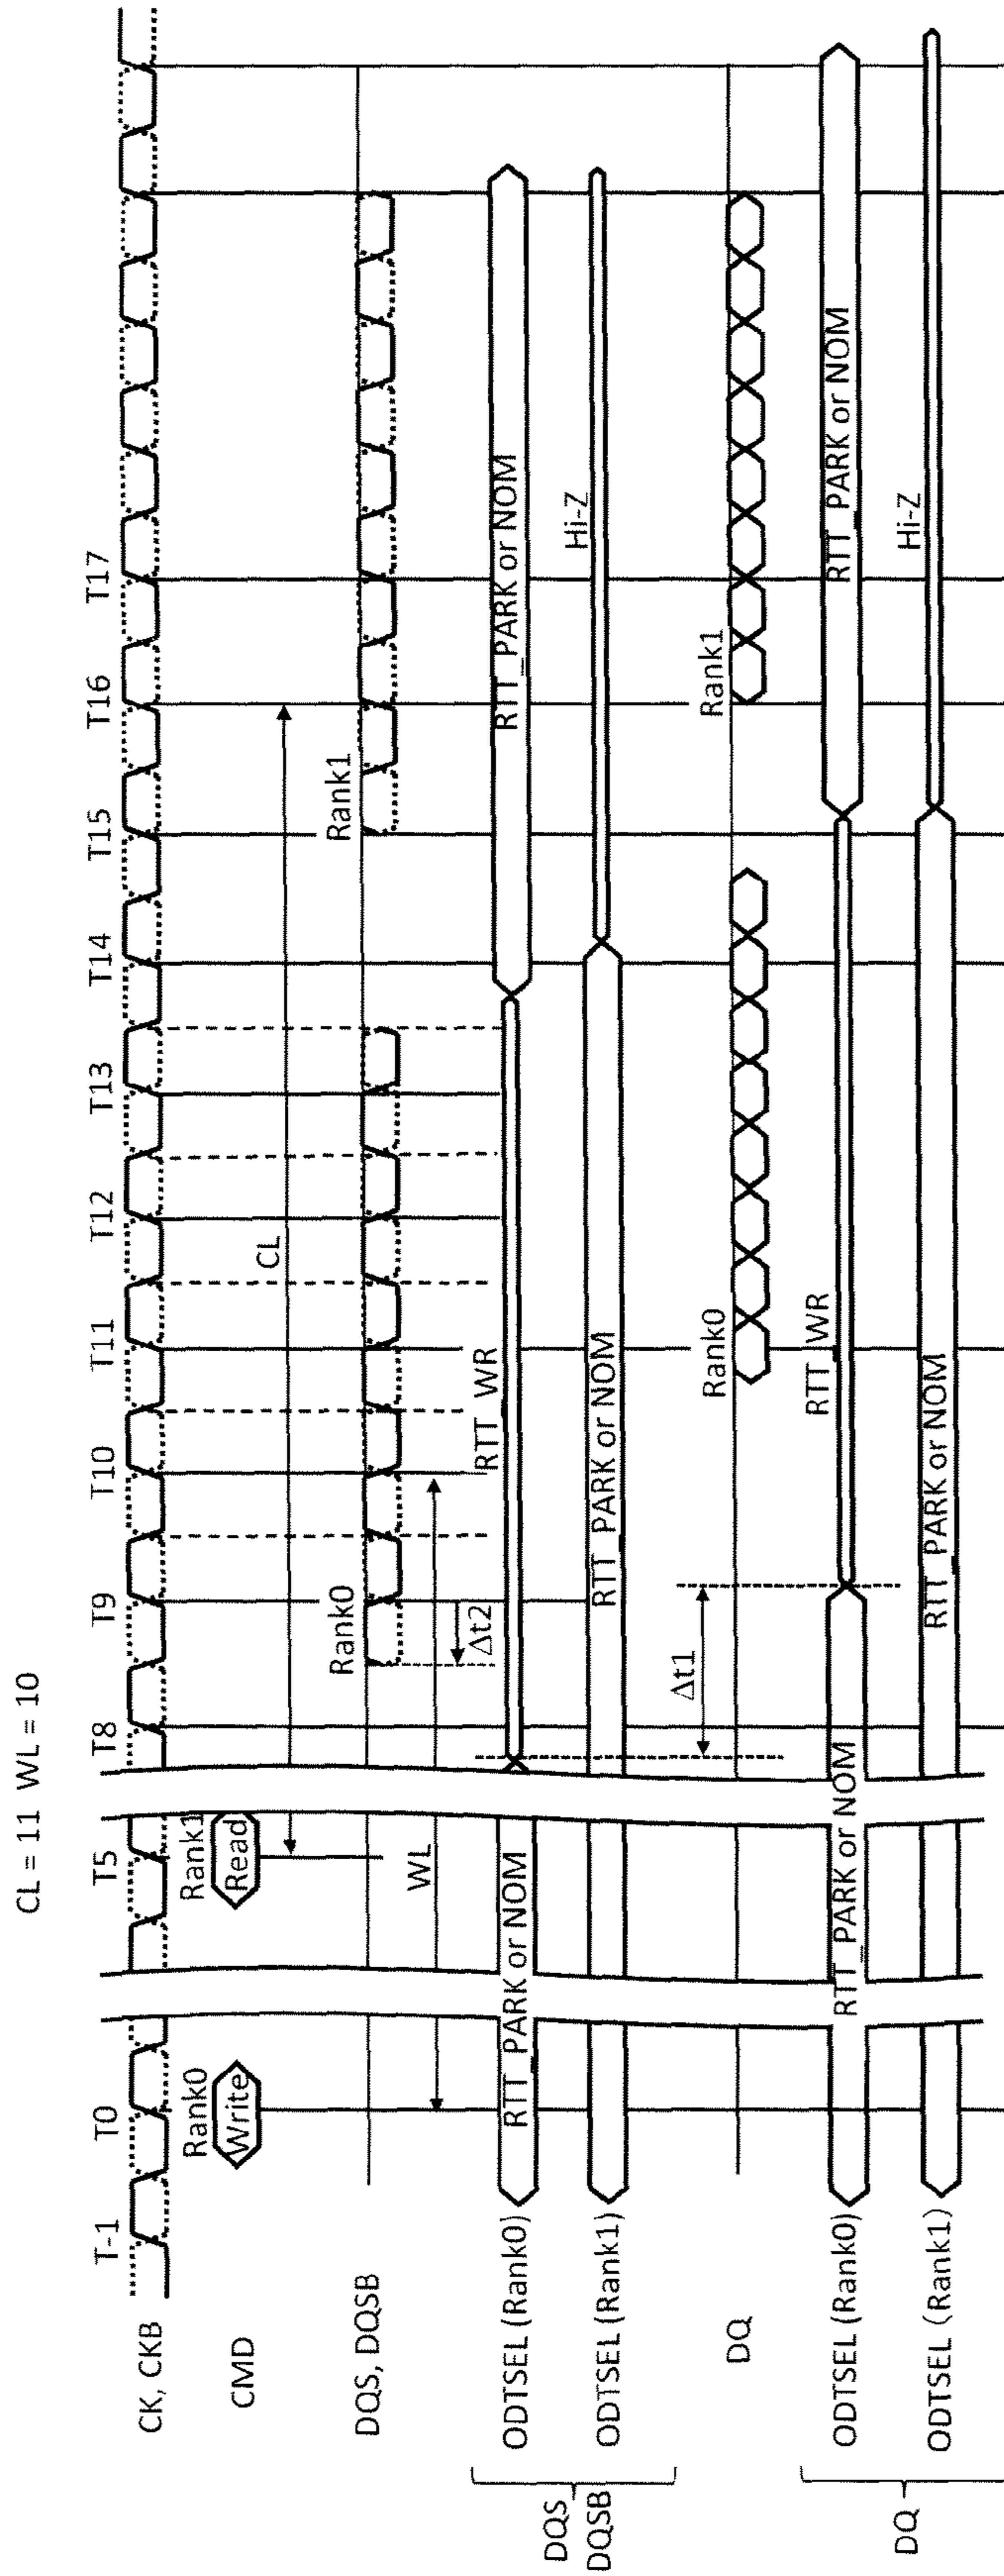 CL = 11 WL = 10
T-1 T0 T5 T8 T9 T10 T11 T12 T13 T14 T15 T16 T17
CK, CKB
Rank0 Rank1
CMD Write Read
CL
Rank0 Rank1
DQS, DQSB
WL
Δt2
RTT_WR
ODTSEL (Rank0) RTT_PARK or NOM RTT_PARK or NOM
Hi-Z
ODTSEL (Rank1) RTT_PARK or NOM
DQS
DQSB
Δt1
Rank0 Rank1
DQ
RTT_WR
ODTSEL (Rank0) RTT_PARK or NOM RTT_PARK or NOM
Hi-Z
ODTSEL (Rank1) RTT_PARK or NOM
DQ